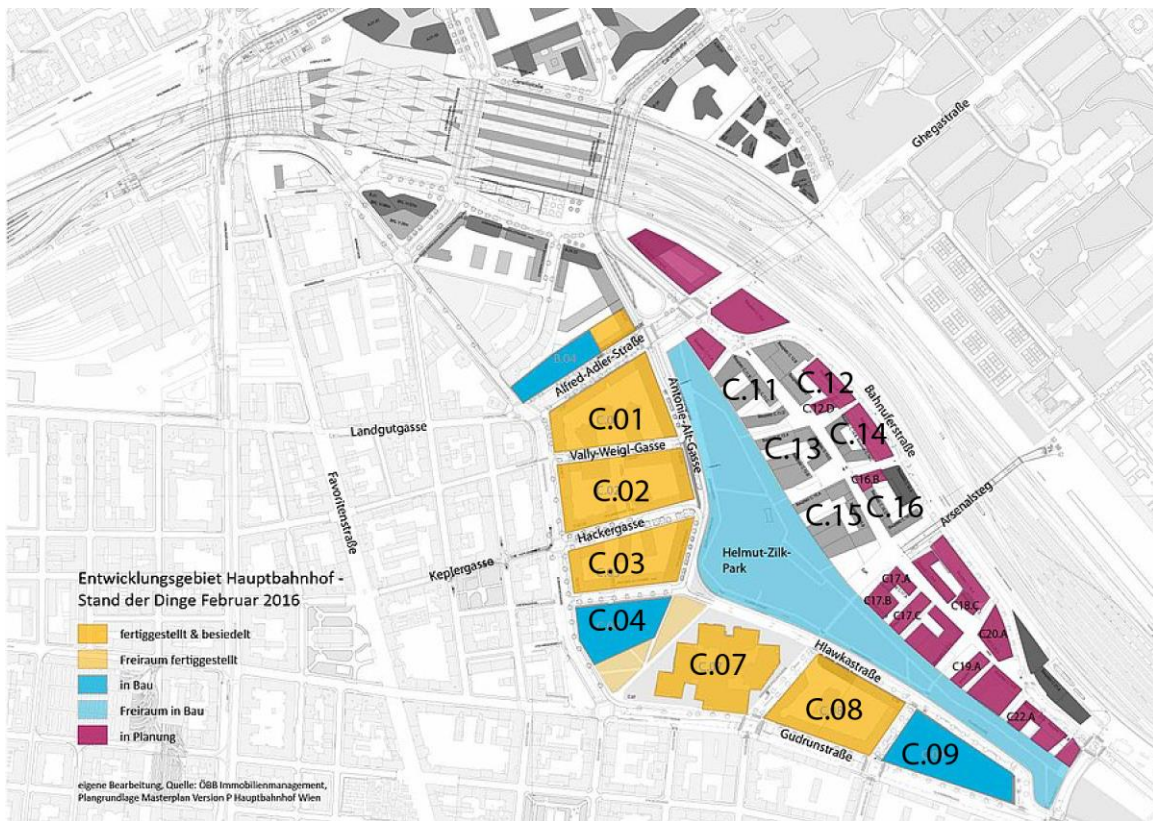 Ghegastraße
B.04
Alfred-Adler-Straße
C.01
Antonie-Alt-Gasse
C.11
C.12
C.12.D
Bahnuferstraße
Landgutgasse
Vally-Weigl-Gasse
C.13
C.14
Favoritenstraße
C.02
C16.B
C.15
C.16
Arsenalsteg
Hackergasse
Keplergasse
C.03
Helmut-Zilk-
Park
C17.A
C17.B
C17.C
C18.C
C.04
C20.A
Hlawkastraße
C.07
C19.A
C.08
C22.A
Gudrunstraße
C.09
Entwicklungsgebiet Hauptbahnhof -
Stand der Dinge Februar 2016
fertiggestellt & besiedelt
Freiraum fertiggestellt
in Bau
Freiraum in Bau
in Planung
eigene Bearbeitung, Quelle: ÖBB Immobilienmanagement,
Plangrundlage Masterplan Version P Hauptbahnhof Wien